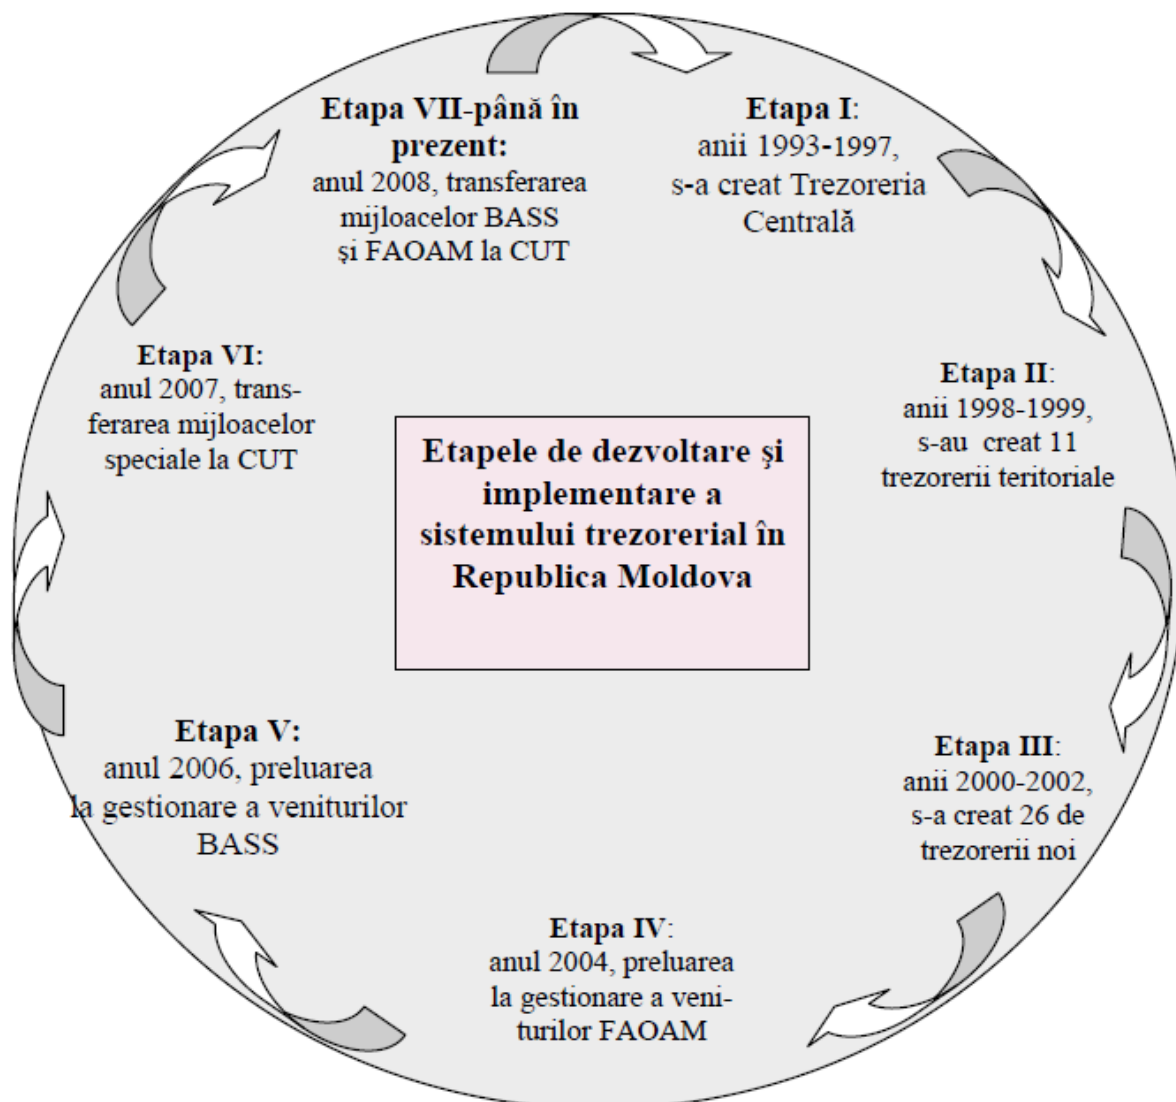 Etapele de dezvoltare şi
implementare a
sistemului trezorerial în
Republica Moldova
Etapa I:
anii 1993-1997,
s-a creat Trezoreria
Centrală
Etapa II:
anii 1998-1999,
s-au creat 11
trezorerii teritoriale
Etapa III:
anii 2000-2002,
s-a creat 26 de
trezorerii noi
Etapa IV:
anul 2004, preluarea
la gestionare a veni-
turilor FAOAM
Etapa V:
anul 2006, preluarea
la gestionare a veniturilor
BASS
Etapa VI:
anul 2007, trans-
ferarea mijloacelor
speciale la CUT
Etapa VII-până în
prezent:
anul 2008, transferarea
mijloacelor BASS
şi FAOAM la CUT